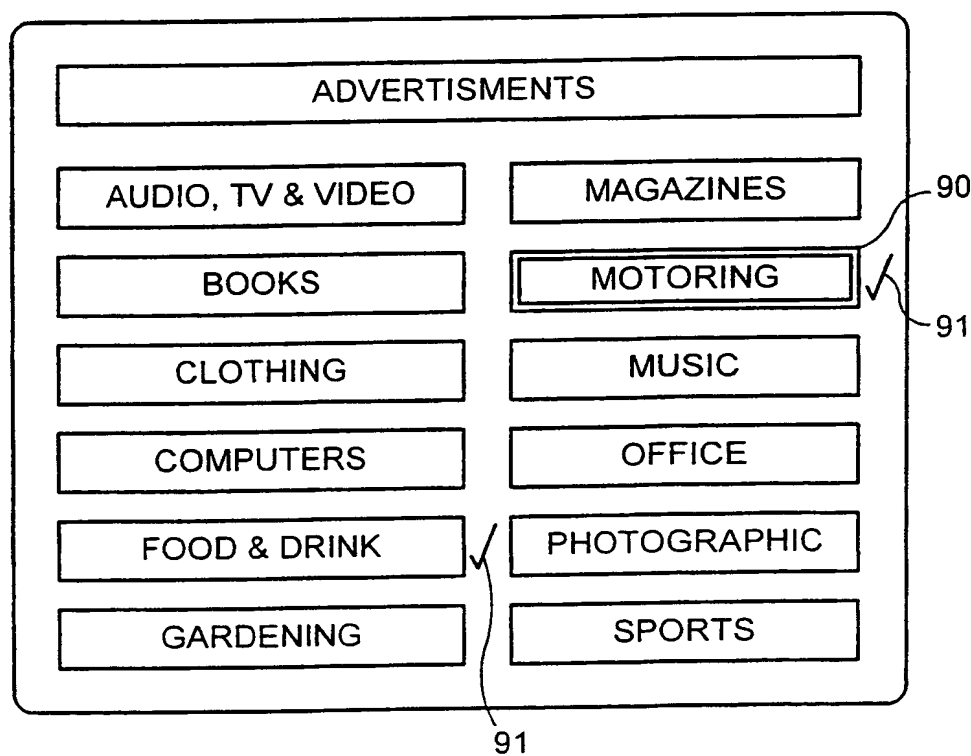 ADVERTISMENTS
AUDIO, TV & VIDEO
MAGAZINES
90
BOOKS
MOTORING
91
CLOTHING
MUSIC
COMPUTERS
OFFICE
FOOD & DRINK
PHOTOGRAPHIC
GARDENING
SPORTS
91